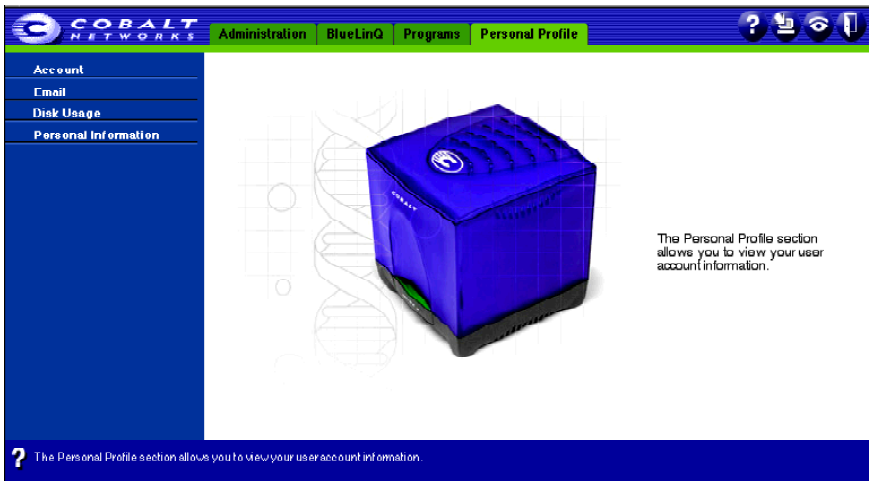 COBALT
NETWORKS
Administration
BlueLinQ
Programs
Personal Profile
?
Account
Email
Disk Usage
Personal Information
COBALT
The Personal Profile section
allows you to view your user
account information.
? The Personal Profile section allows you to view your user account information.